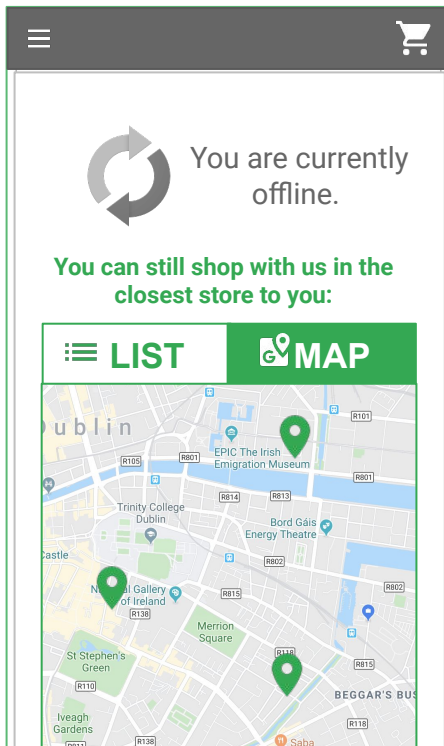 You are currently
offline.
You can still shop with us in the
closest store to you:
LIST
G MAP
Dublin
R101
EPIC The Irish
Emigration Museum
R105
R801
R801
J4
R814
R813
Trinity College
Dublin
Bord Gáis
Energy Theatre
Castle
R802
R802
National Gallery
of Ireland
R815
R138
Merrion
Square
St Stephen's
Green
R118
R815
R110
BEGGAR'S BUS
Iveagh
Gardens
R118
R138
Saba
R811